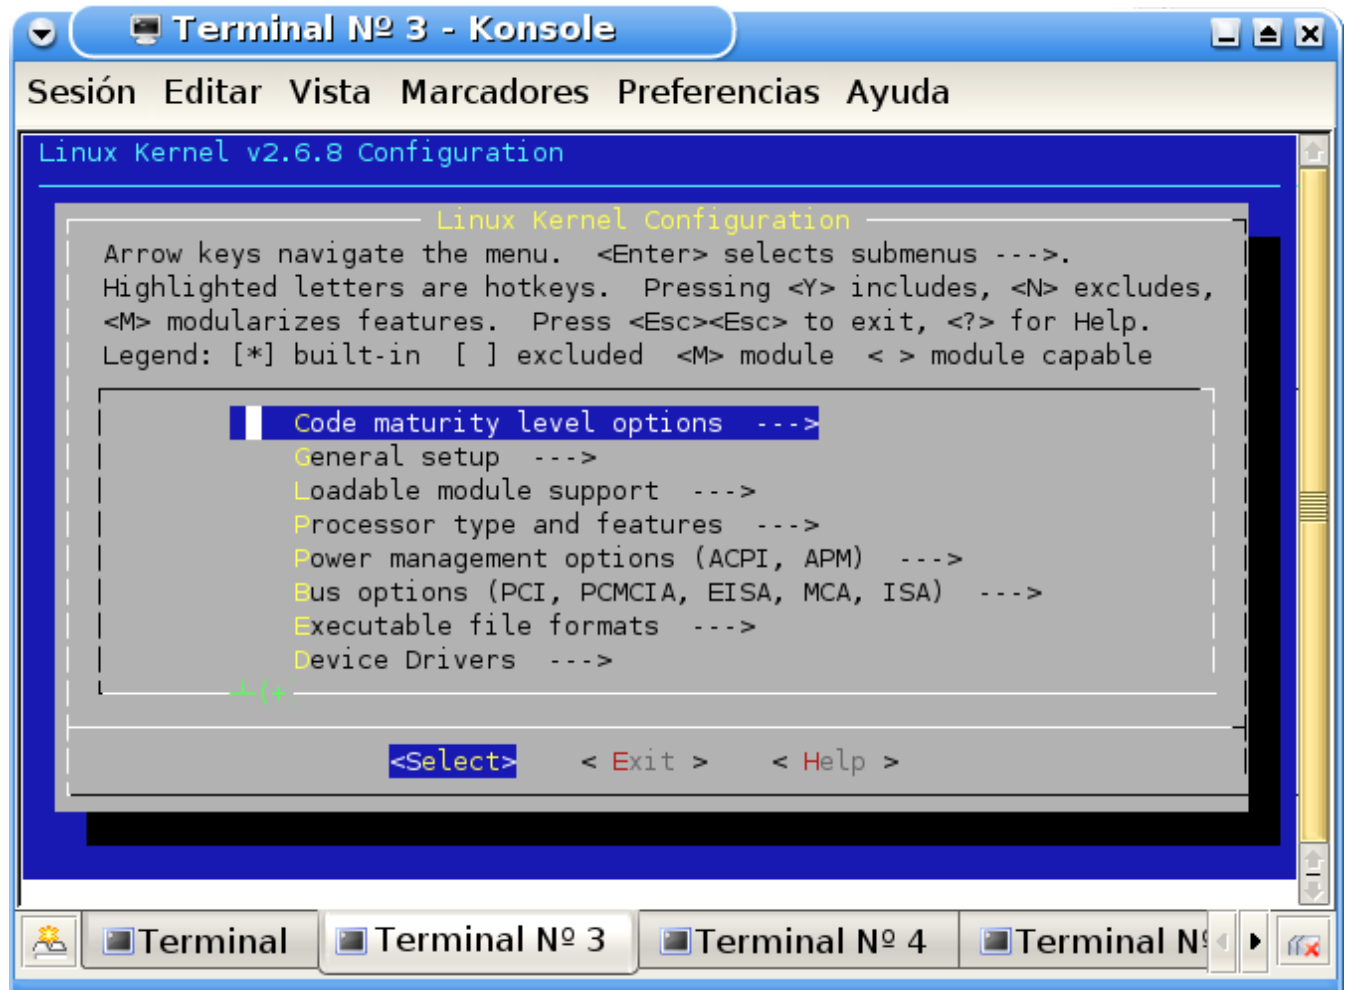 Terminal Nº 3 - Konsole
Sesión Editar Vista Marcadores Preferencias Ayuda
Linux Kernel v2.6.8 Configuration
Linux Kernel Configuration
Arrow keys navigate the menu. <Enter> selects submenus --->.
Highlighted letters are hotkeys. Pressing <Y> includes, <N> excludes,
<M> modularizes features. Press <Esc><Esc> to exit, <?> for Help.
Legend: [*] built-in [ ] excluded <M> module < > module capable
Code maturity level options --->
General setup --->
Loadable module support --->
Processor type and features --->
Power management options (ACPI, APM) --->
Bus options (PCI, PCMCIA, EISA, MCA, ISA) --->
Executable file formats --->
Device Drivers --->
(+
<Select> < Exit > < Help >
Terminal Terminal Nº 3 Terminal Nº 4 Terminal Nº